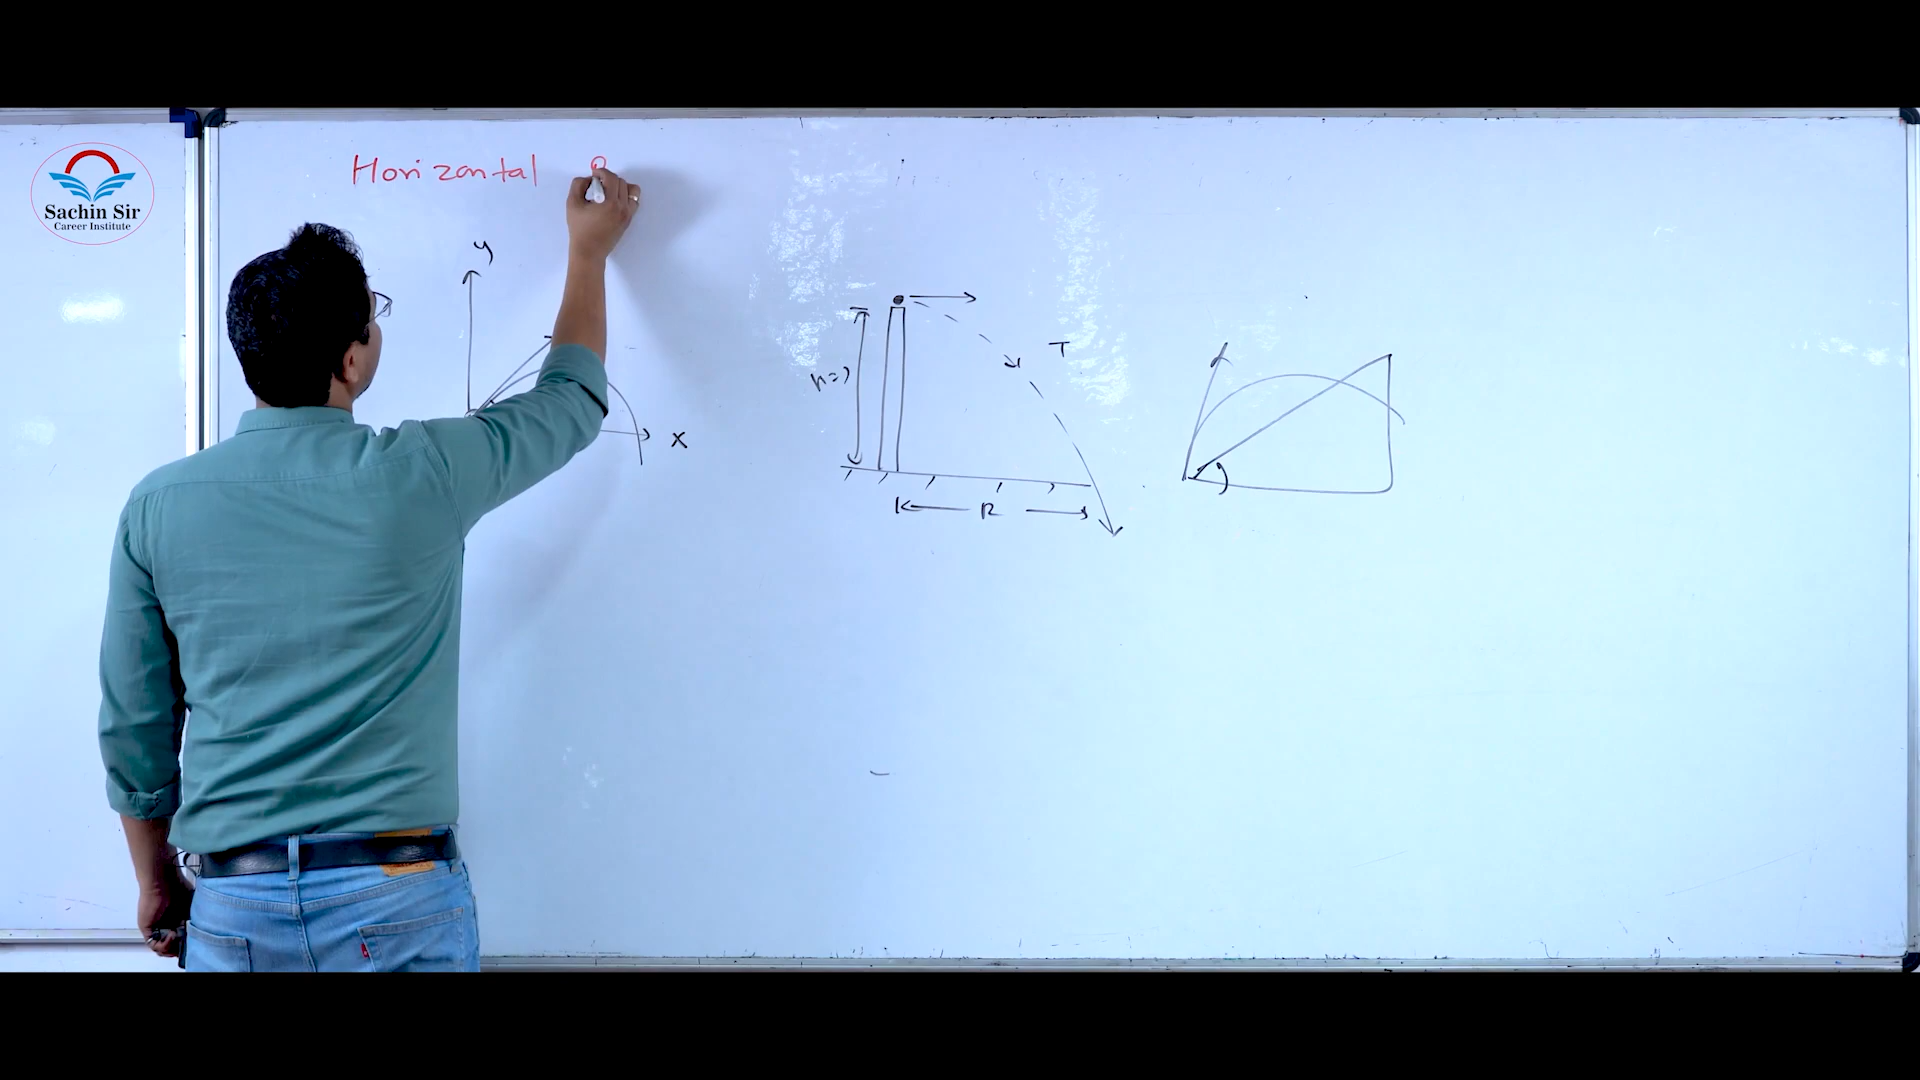 Sachin Sir
Career Institute
Horizontal P
y
x
h=?
T
R